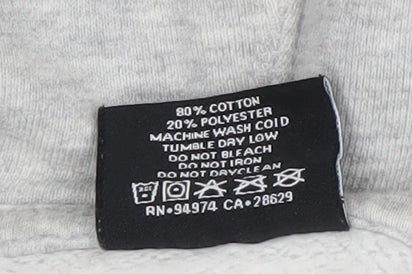 80% COTTON
20% POLYESTER
MACHINE WASH COLD
TUMBLE DRY LOW
DO NOT BLEACH
DO NOT IRON
DO NOT DRYCLEAN
RN•94974 CA•28629